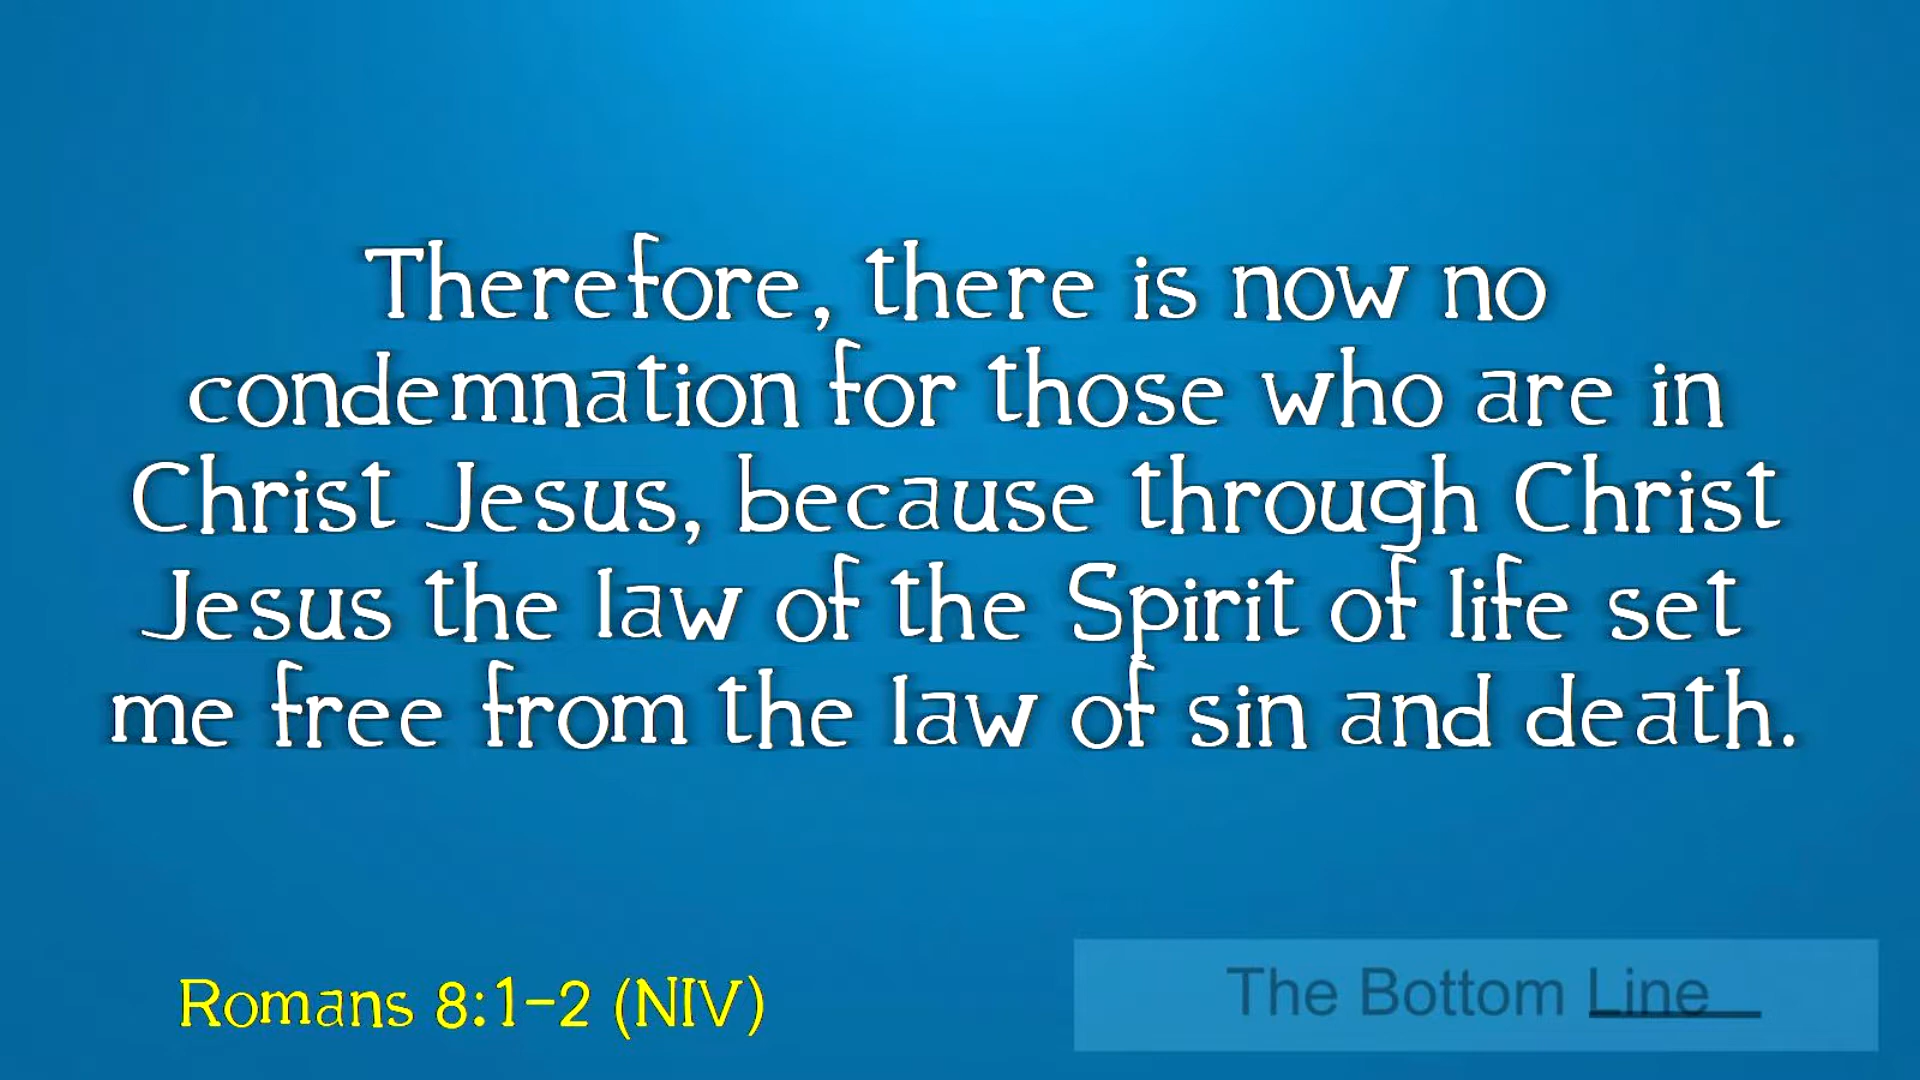 Therefore, there is now no
condemnation for those who are in
Christ Jesus, because through Christ
Jesus the law of the Spirit of life set
me free from the law of sin and death.
Romans 8:1-2 (NIV)
The Bottom Line